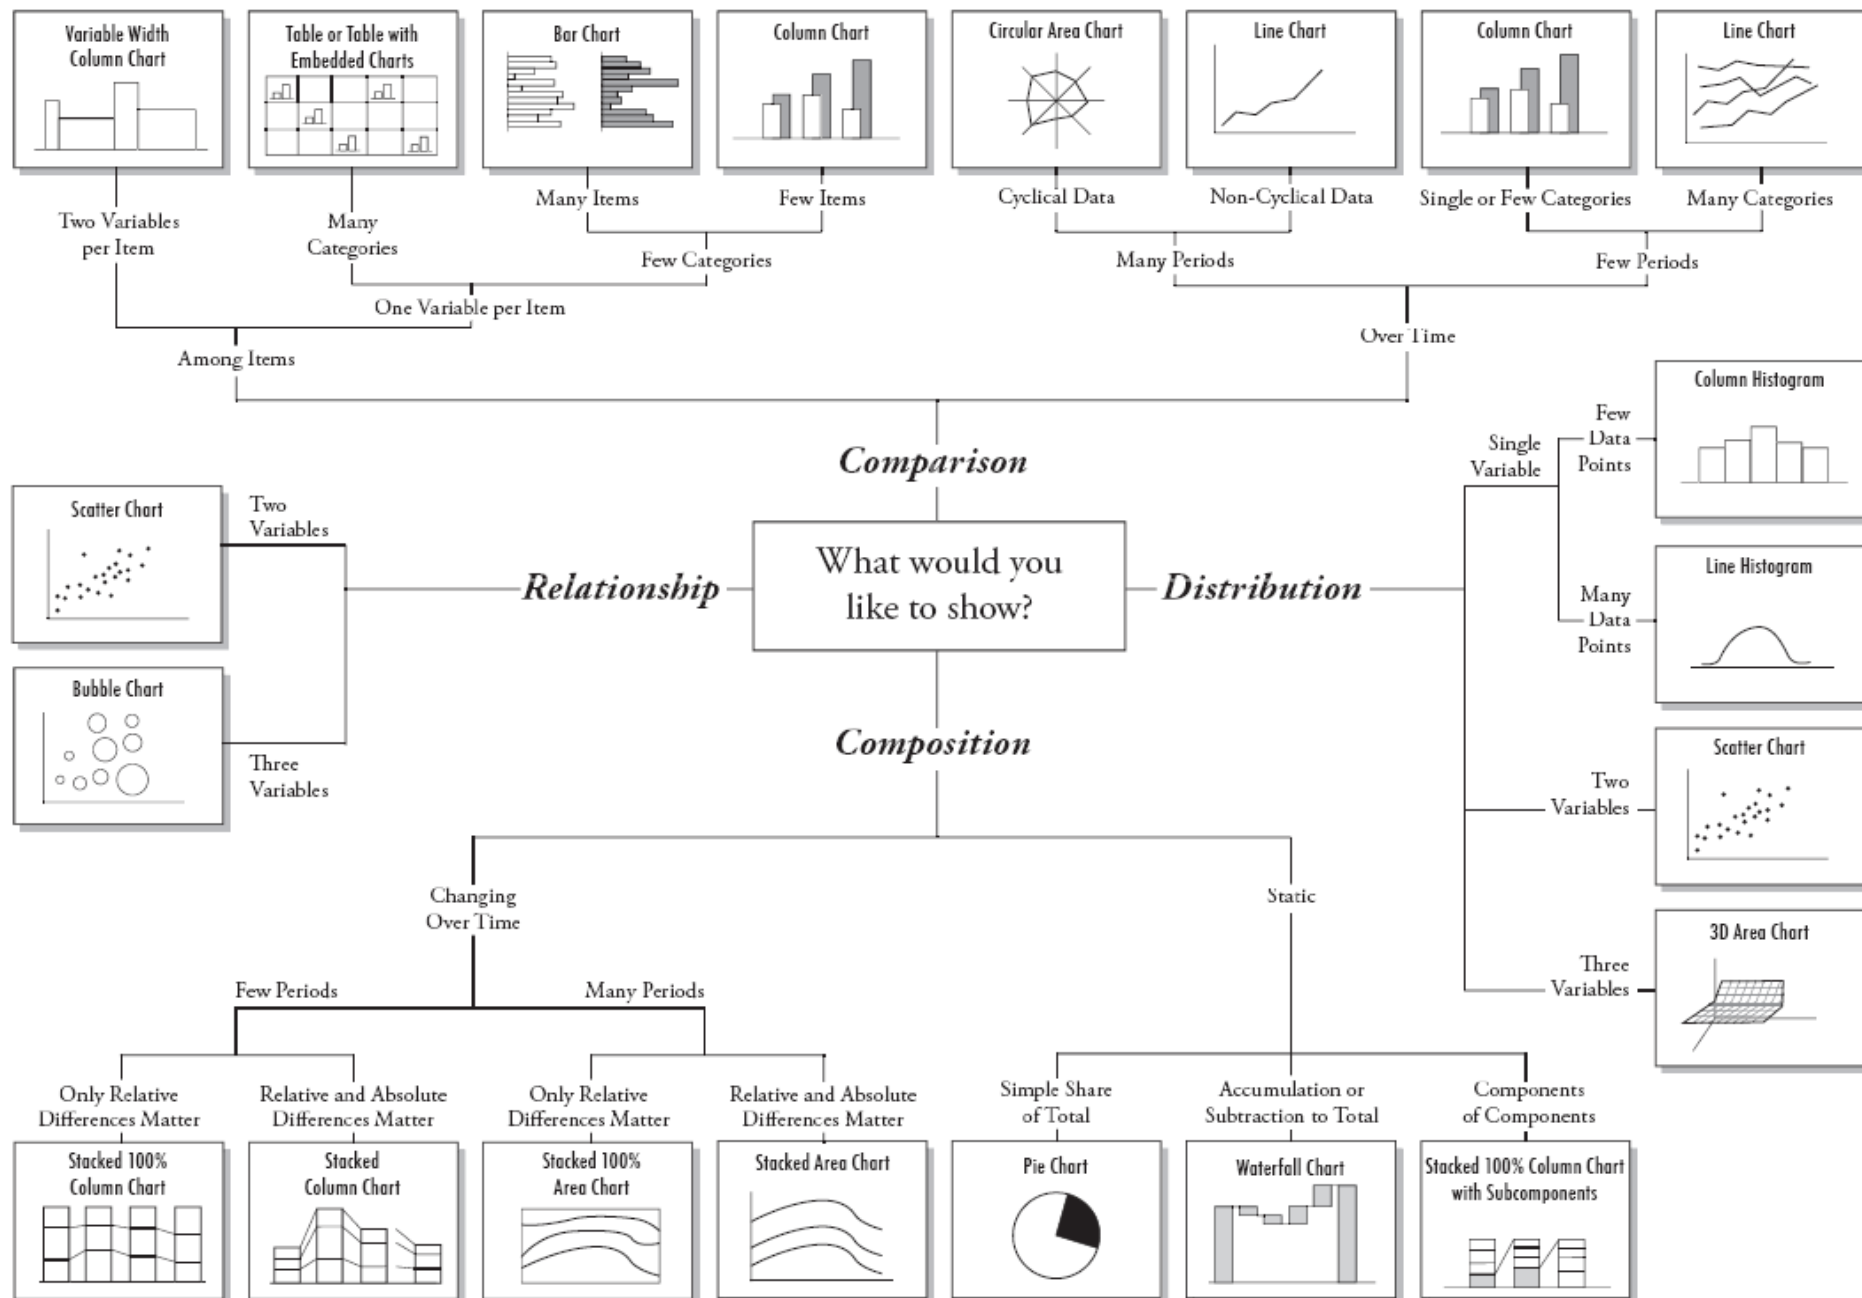 Variable Width
Column Chart
Table or Table with
Embedded Charts
Bar Chart
Column Chart
Circular Area Chart
Line Chart
Column Chart
Line Chart
Two Variables
per Item
Many
Categories
Many Items
Few Items
Cyclical Data
Non-Cyclical Data
Single or Few Categories
Many Categories
Few Categories
Many Periods
Few Periods
One Variable per Item
Among Items
Over Time
Comparison
What would you
like to show?
Relationship
Two
Variables
Scatter Chart
Three
Variables
Bubble Chart
Distribution
Single
Variable
Few
Data
Points
Column Histogram
Many
Data
Points
Line Histogram
Two
Variables
Scatter Chart
Three
Variables
3D Area Chart
Composition
Changing
Over Time
Static
Few Periods
Many Periods
Only Relative
Differences Matter
Relative and Absolute
Differences Matter
Only Relative
Differences Matter
Relative and Absolute
Differences Matter
Simple Share
of Total
Accumulation or
Subtraction to Total
Components
of Components
Stacked 100%
Column Chart
Stacked
Column Chart
Stacked 100%
Area Chart
Stacked Area Chart
Pie Chart
Waterfall Chart
Stacked 100% Column Chart
with Subcomponents